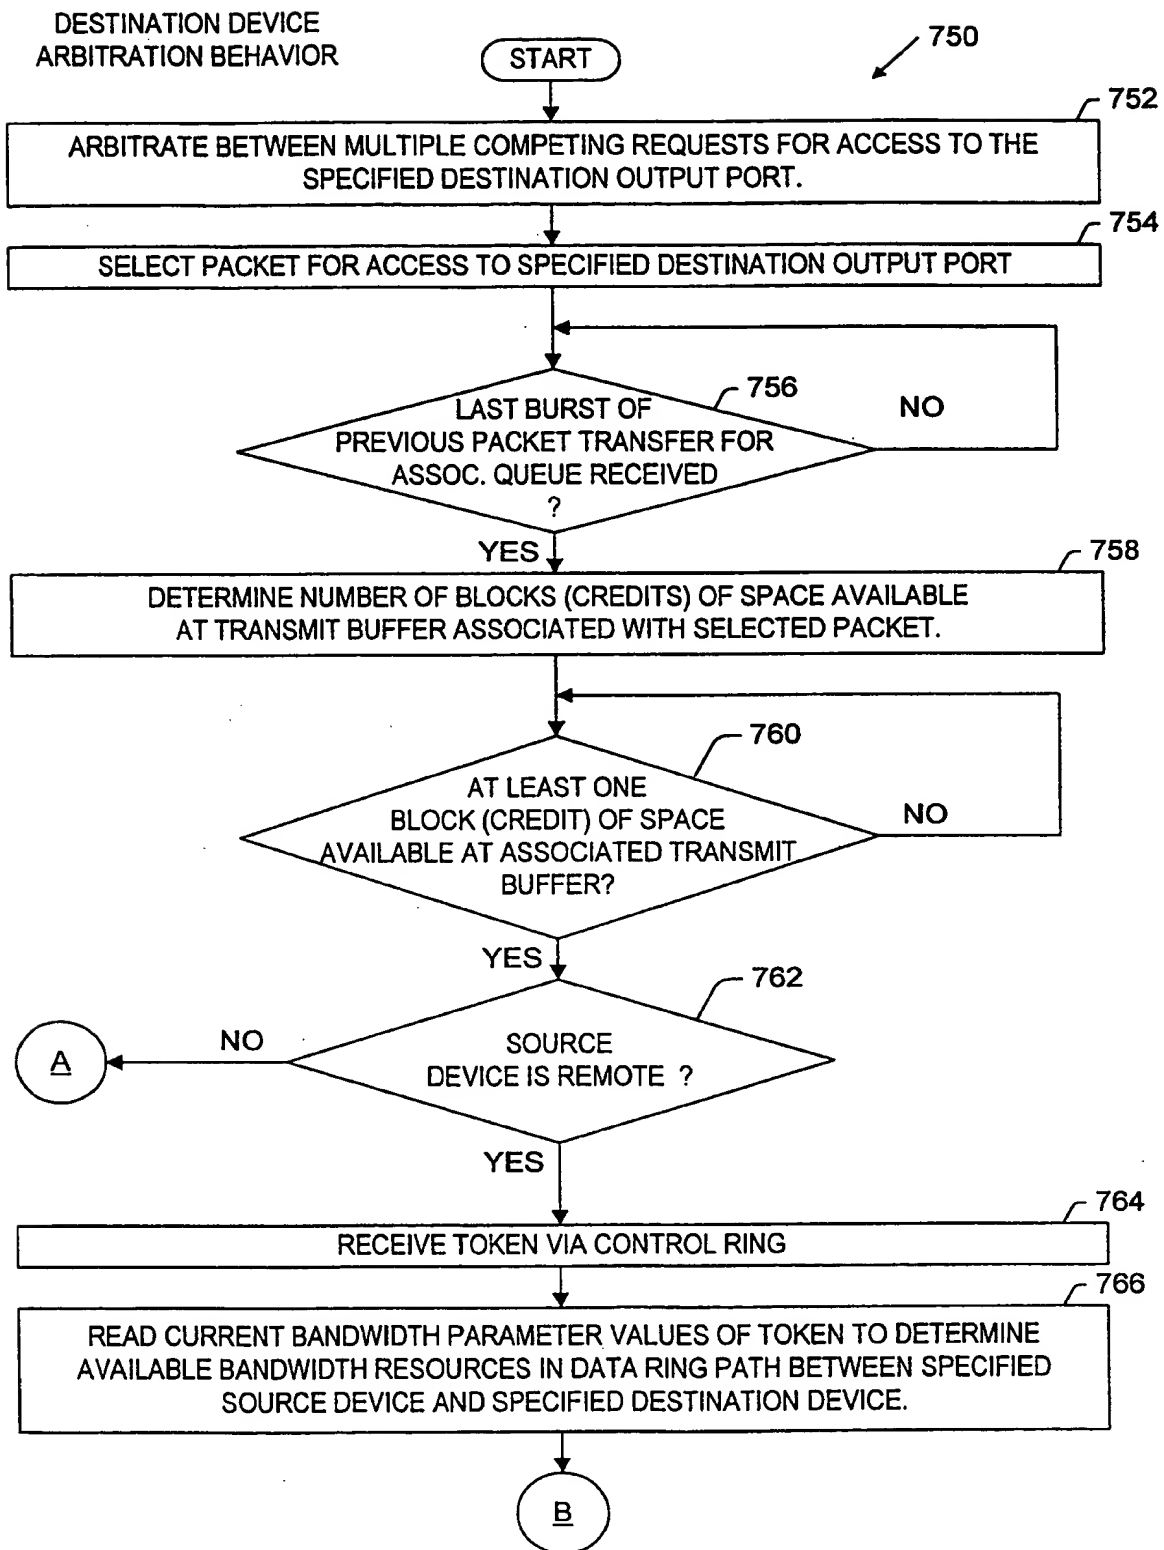 DESTINATION DEVICE
ARBITRATION BEHAVIOR
START
750
752
ARBITRATE BETWEEN MULTIPLE COMPETING REQUESTS FOR ACCESS TO THE
SPECIFIED DESTINATION OUTPUT PORT.
754
SELECT PACKET FOR ACCESS TO SPECIFIED DESTINATION OUTPUT PORT
756
LAST BURST OF
PREVIOUS PACKET TRANSFER FOR
ASSOC. QUEUE RECEIVED
?
NO
YES
758
DETERMINE NUMBER OF BLOCKS (CREDITS) OF SPACE AVAILABLE
AT TRANSMIT BUFFER ASSOCIATED WITH SELECTED PACKET.
760
AT LEAST ONE
BLOCK (CREDIT) OF SPACE
AVAILABLE AT ASSOCIATED TRANSMIT
BUFFER?
NO
YES
762
SOURCE
DEVICE IS REMOTE ?
NO
A
YES
764
RECEIVE TOKEN VIA CONTROL RING
766
READ CURRENT BANDWIDTH PARAMETER VALUES OF TOKEN TO DETERMINE
AVAILABLE BANDWIDTH RESOURCES IN DATA RING PATH BETWEEN SPECIFIED
SOURCE DEVICE AND SPECIFIED DESTINATION DEVICE.
B